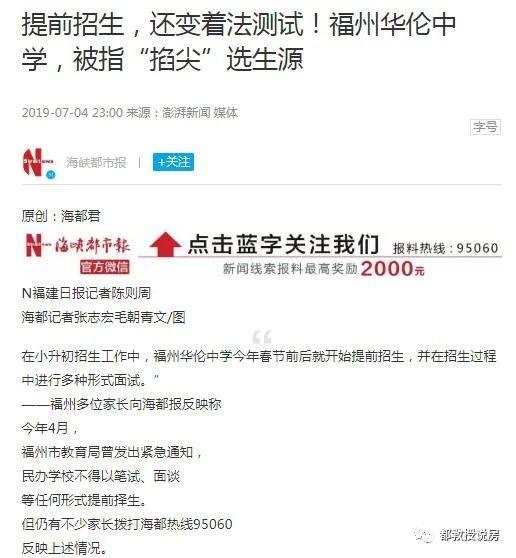 提前招生，还变着法测试！福州华伦中
学，被指“掐尖”选生源
2019-07-04 23:00 来源：澎湃新闻 媒体
字号
海峡都市报
+关注
原创：海都君
N 海峡都市报
官方微信
点击蓝字关注我们 报料热线：95060
新闻线索报料最高奖励2000元
N福建日报记者陈则周
海都记者张志宏毛朝青文/图
在小升初招生工作中，福州华伦中学今年春节前后就开始提前招生，并在招生过程
中进行多种形式面试。”
——福州多位家长向海都报反映称
今年4月，
福州市教育局曾发出紧急通知，
民办学校不得以笔试、面谈
等任何形式提前择生。
但仍有不少家长拨打海都热线95060
反映上述情况。
都教授说房